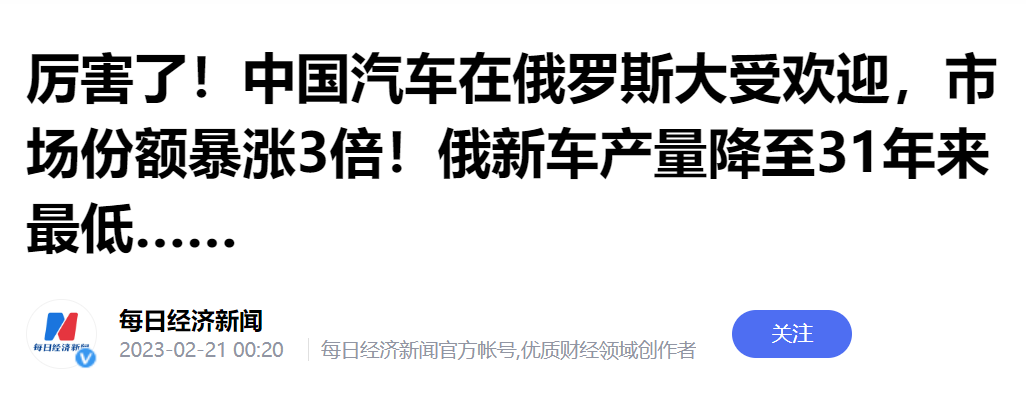 厉害了！中国汽车在俄罗斯大受欢迎，市
场份额暴涨3倍！俄新车产量降至31年来
最低……
每日经济新闻
每日经济新闻
2023-02-21 00:20
每日经济新闻官方帐号,优质财经领域创作者
关注